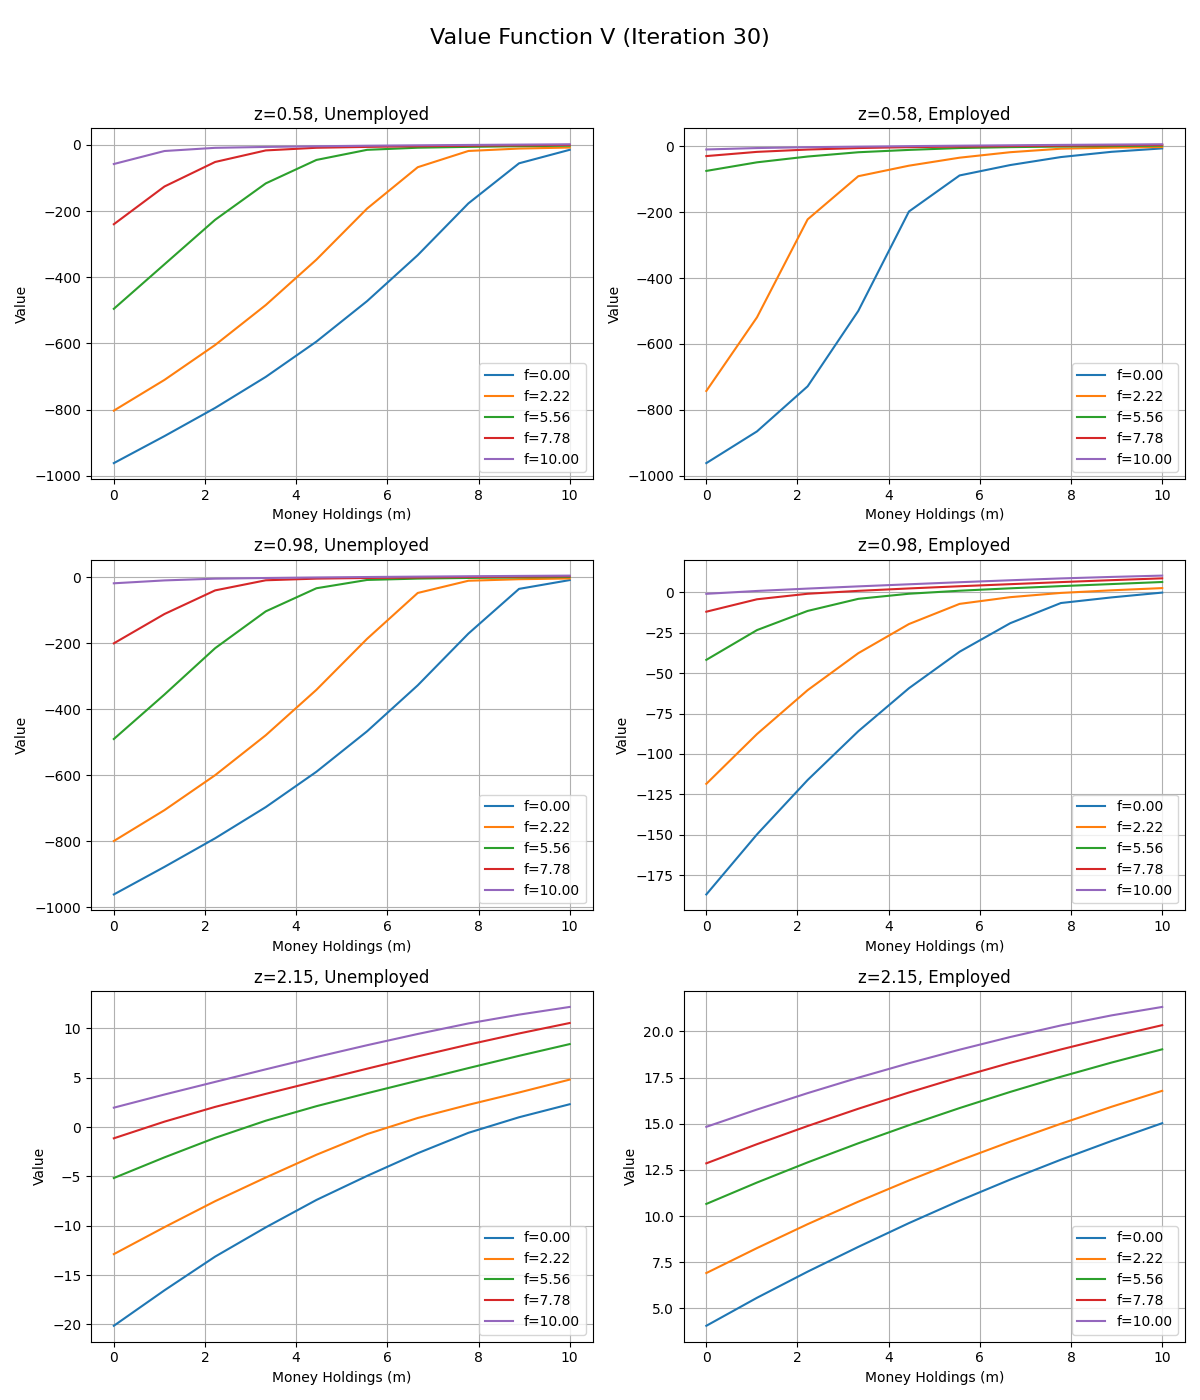 Value Function V (Iteration 30)
z=0.58, Unemployed
0
−200
−400
−600
−800
−1000
Value
0 2 4 6 8 10
Money Holdings (m)
f=0.00
f=2.22
f=5.56
f=7.78
f=10.00
z=0.58, Employed
0
−200
−400
−600
−800
−1000
Value
0 2 4 6 8 10
Money Holdings (m)
f=0.00
f=2.22
f=5.56
f=7.78
f=10.00
z=0.98, Unemployed
0
−200
−400
−600
−800
−1000
Value
0 2 4 6 8 10
Money Holdings (m)
f=0.00
f=2.22
f=5.56
f=7.78
f=10.00
z=0.98, Employed
0
−25
−50
−75
−100
−125
−150
−175
Value
0 2 4 6 8 10
Money Holdings (m)
f=0.00
f=2.22
f=5.56
f=7.78
f=10.00
z=2.15, Unemployed
10
5
0
−5
−10
−15
−20
Value
0 2 4 6 8 10
Money Holdings (m)
f=0.00
f=2.22
f=5.56
f=7.78
f=10.00
z=2.15, Employed
20.0
17.5
15.0
12.5
10.0
7.5
5.0
Value
0 2 4 6 8 10
Money Holdings (m)
f=0.00
f=2.22
f=5.56
f=7.78
f=10.00